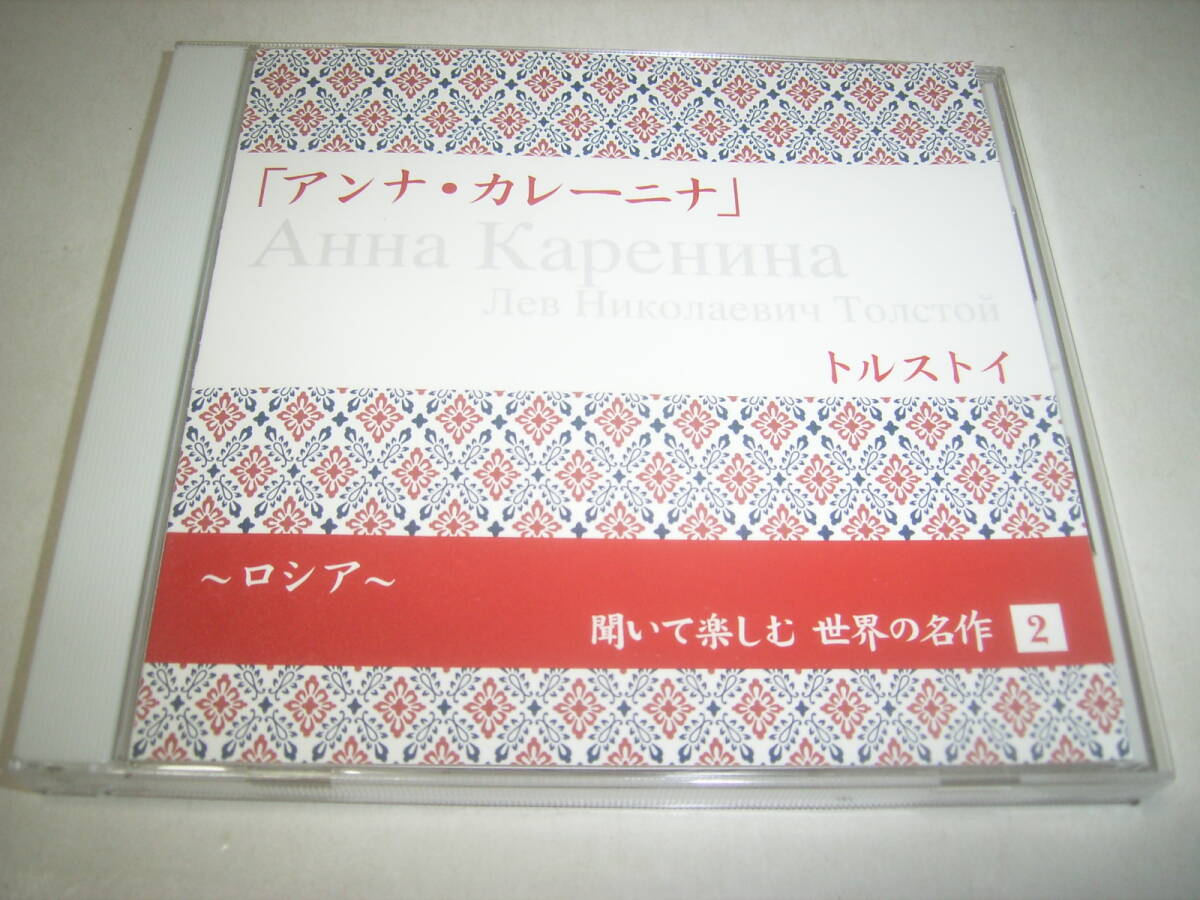 「アンナ・カレーニナ」
Анна Каренина
Лев Николаевич Толстой
トルストイ
～ロシア～
聞いて楽しむ 世界の名作 2